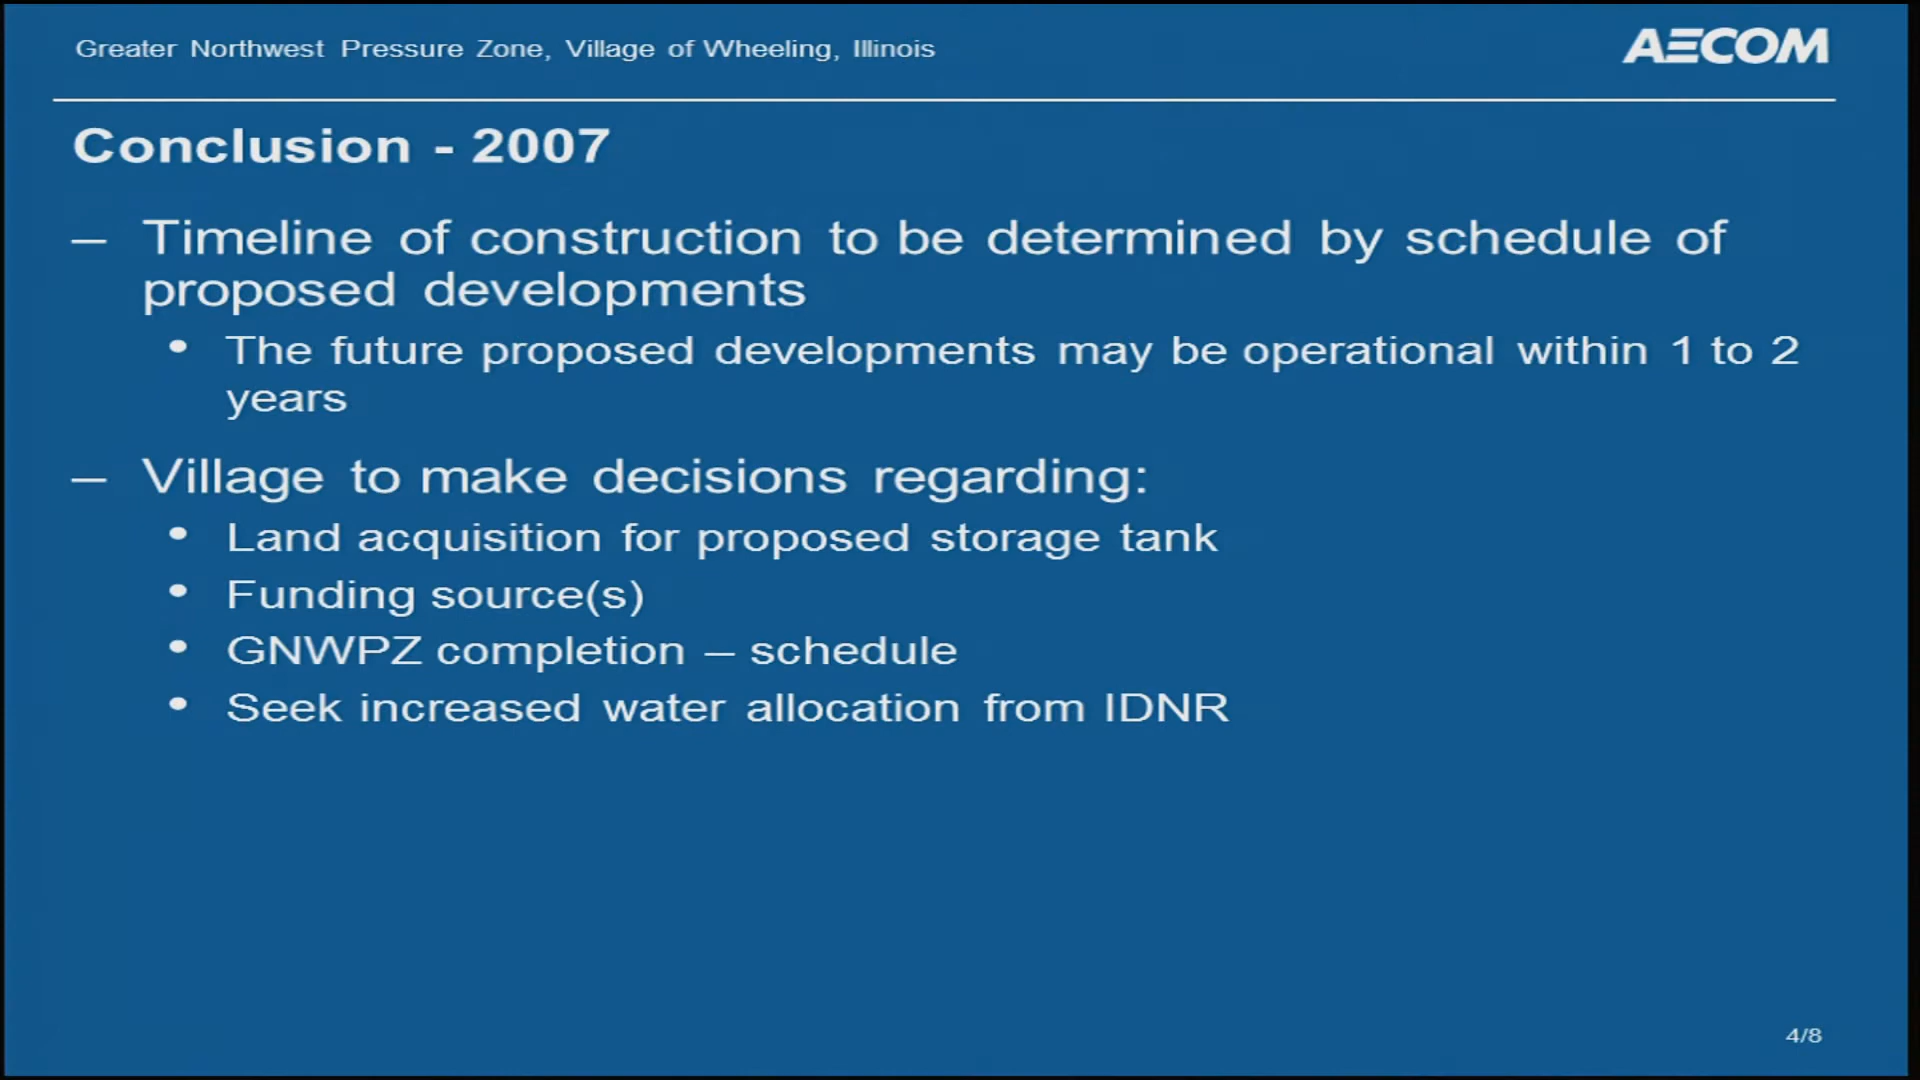 Greater Northwest Pressure Zone, Village of Wheeling, Illinois
AECOM
Conclusion - 2007
– Timeline of construction to be determined by schedule of
proposed developments
• The future proposed developments may be operational within 1 to 2
years
– Village to make decisions regarding:
• Land acquisition for proposed storage tank
• Funding source(s)
• GNWPZ completion – schedule
• Seek increased water allocation from IDNR
4/8